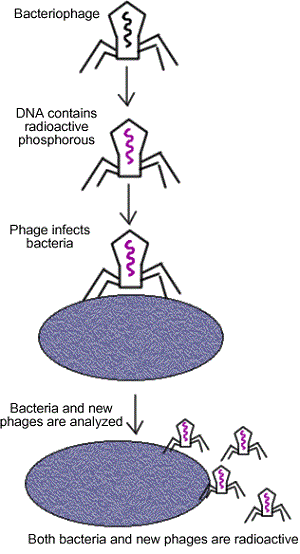 Bacteriophage
DNA contains
radioactive
phosphorous
Phage infects
bacteria
Bacteria and new
phages are analyzed
Both bacteria and new phages are radioactive